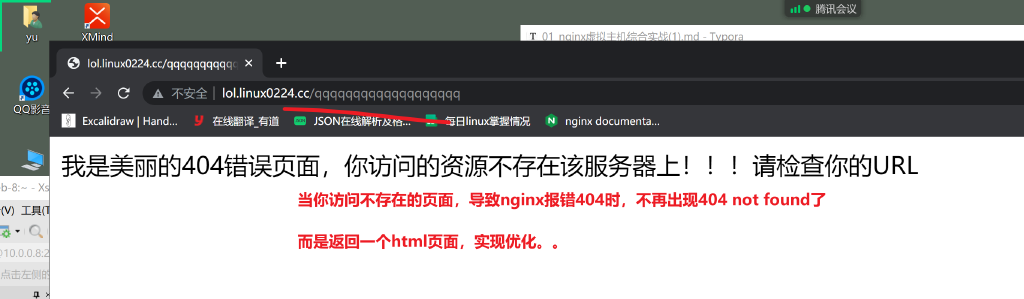 腾讯会议
yu
XMind
T 01_nginx虚拟主机综合实战(1).md - Typora
lol.linux0224.cc/qqqqqqqqqqq
QQ影音
不安全 | lol.linux0224.cc/qqqqqqqqqqqqqqqqqqqq
Excalidraw | Hand...
在线翻译_有道
JSON在线解析及格...
每日linux掌握情况
nginx documenta...
我是美丽的404错误页面，你访问的资源不存在该服务器上！！！请检查你的URL
eb-8:~ - Xs
当你访问不存在的页面，导致nginx报错404时，不再出现404 not found了
(V) 工具(T
而是返回一个html页面，实现优化。。
10.0.0.8:2
点击左侧的